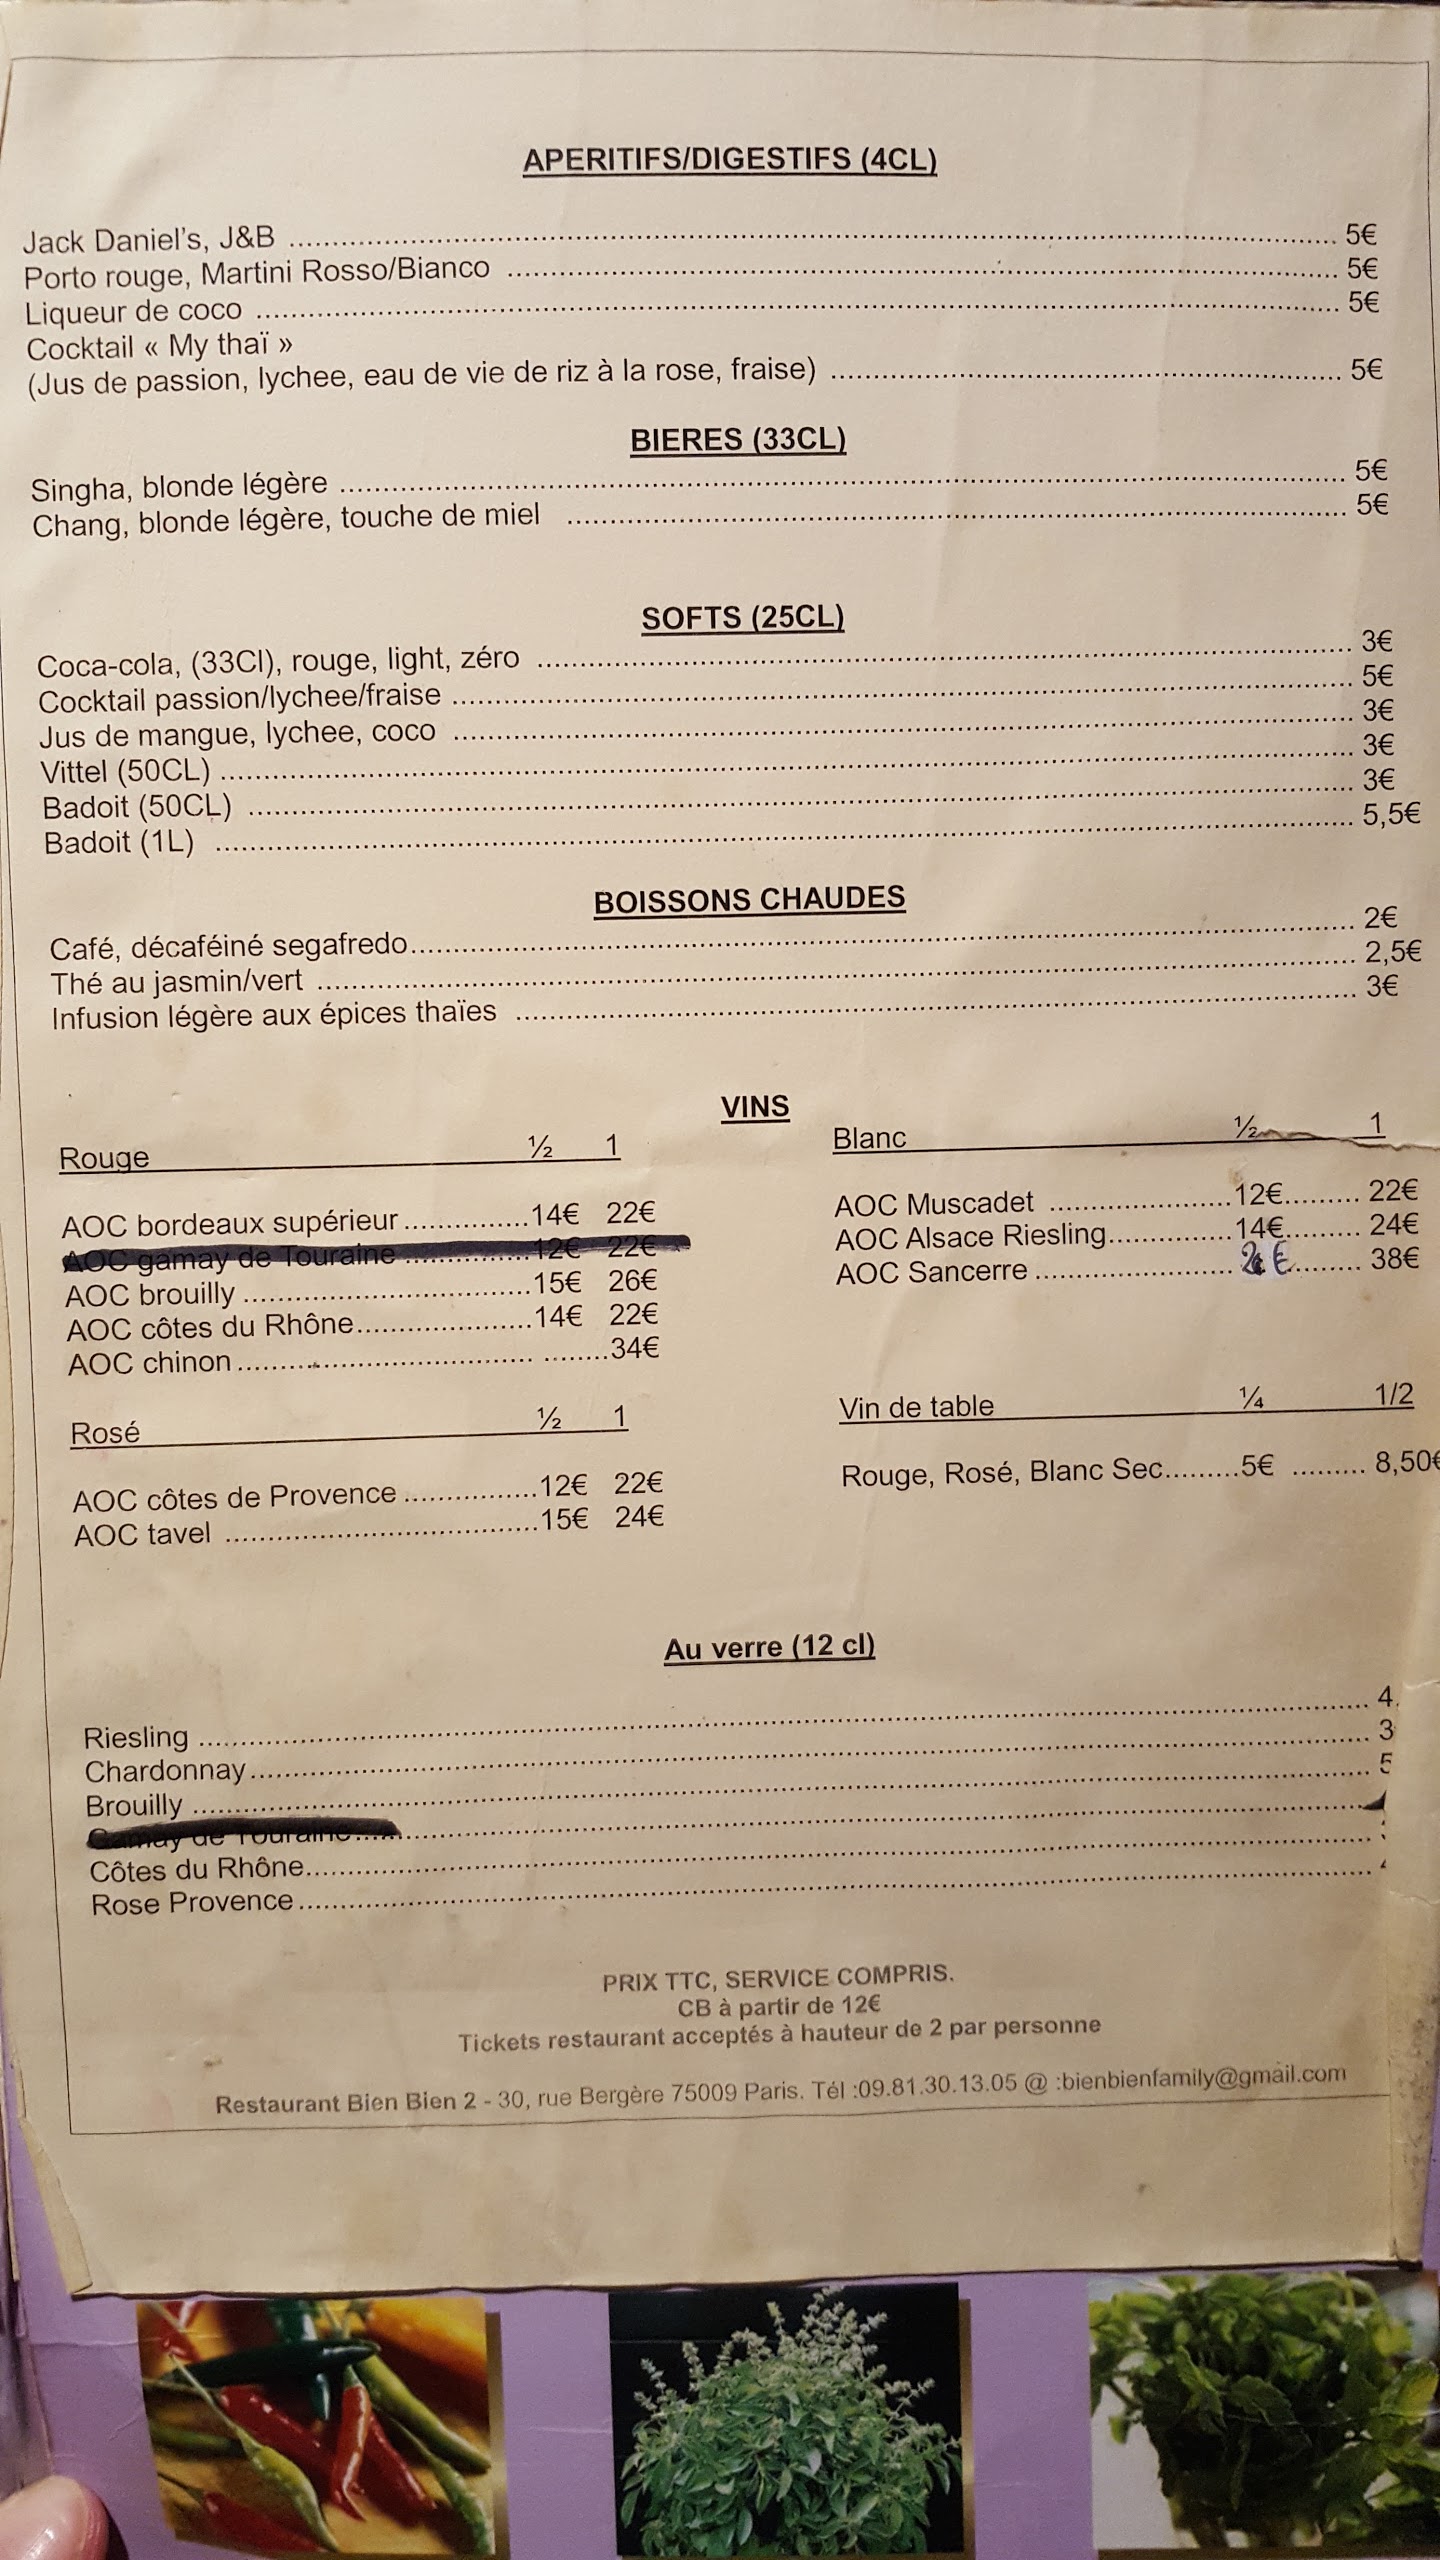 APERITIFS/DIGESTIFS (4CL)
Jack Daniel's, J&B ........ 5€
Porto rouge, Martini Rosso/Bianco ........ 5€
Liqueur de coco ........ 5€
Cocktail « My thaï »
(Jus de passion, lychee, eau de vie de riz à la rose, fraise) ........ 5€
BIERES (33CL)
Singha, blonde légère ........ 5€
Chang, blonde légère, touche de miel ........ 5€
SOFTS (25CL)
Coca-cola, (33Cl), rouge, light, zéro ........ 3€
Cocktail passion/lychee/fraise ........ 5€
Jus de mangue, lychee, coco ........ 3€
Vittel (50CL) ........ 3€
Badoit (50CL) ........ 3€
Badoit (1L) ........ 5,5€
BOISSONS CHAUDES
Café, décaféiné segafredo ........ 2€
Thé au jasmin/vert ........ 2,5€
Infusion légère aux épices thaïes ........ 3€
VINS
Rouge ½ 1
AOC bordeaux supérieur ........ 14€ 22€
AOC gamay de Touraine ........ 12€ 22€
AOC brouilly ........ 15€ 26€
AOC côtes du Rhône ........ 14€ 22€
AOC chinon ........ 34€
Rosé ½ 1
AOC côtes de Provence ........ 12€ 22€
AOC tavel ........ 15€ 24€
Blanc ½ 1
AOC Muscadet ........ 12€ ........ 22€
AOC Alsace Riesling ........ 14€ ........ 24€
AOC Sancerre ........ € ........ 38€
Vin de table ¼ 1/2
Rouge, Rosé, Blanc Sec ........ 5€ ........ 8,50€
Au verre (12 cl)
Riesling ........ 4
Chardonnay ........ 3
Brouilly ........ 5
Gamay de Touraine ........
Côtes du Rhône ........
Rose Provence ........
PRIX TTC, SERVICE COMPRIS.
CB à partir de 12€
Tickets restaurant acceptés à hauteur de 2 par personne
Restaurant Bien Bien 2 - 30, rue Bergère 75009 Paris. Tél :09.81.30.13.05 @ :bienbienfamily@gmail.com